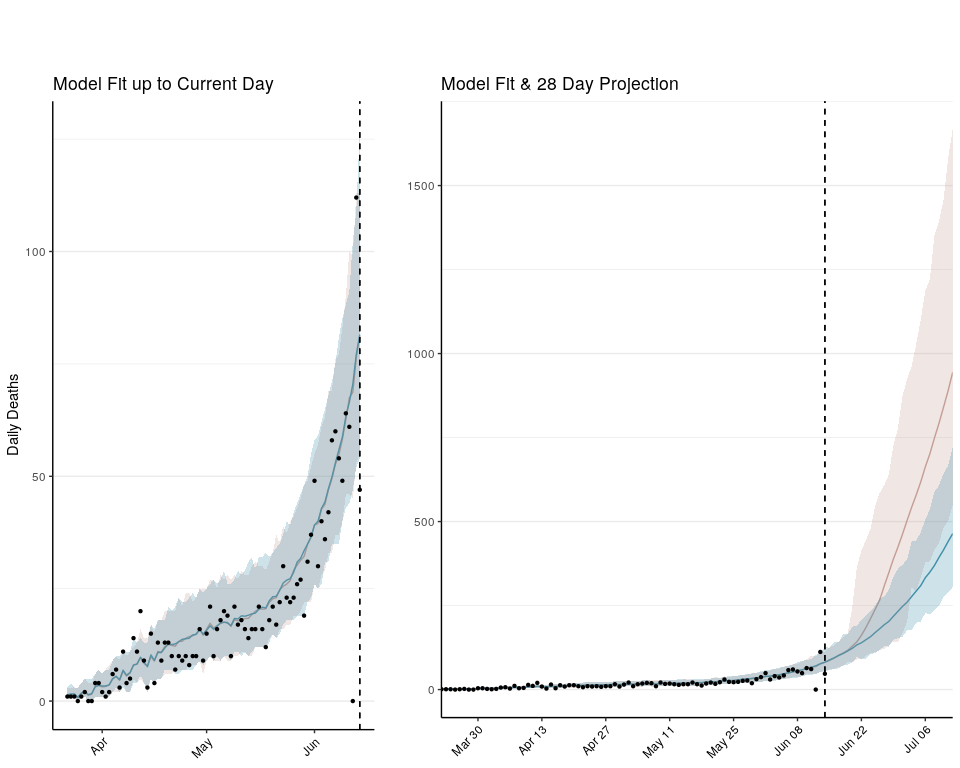 Model Fit up to Current Day
Model Fit & 28 Day Projection
Daily Deaths
100
50
0
Apr
May
Jun
1500
1000
500
0
Mar 30
Apr 13
Apr 27
May 11
May 25
Jun 08
Jun 22
Jul 06